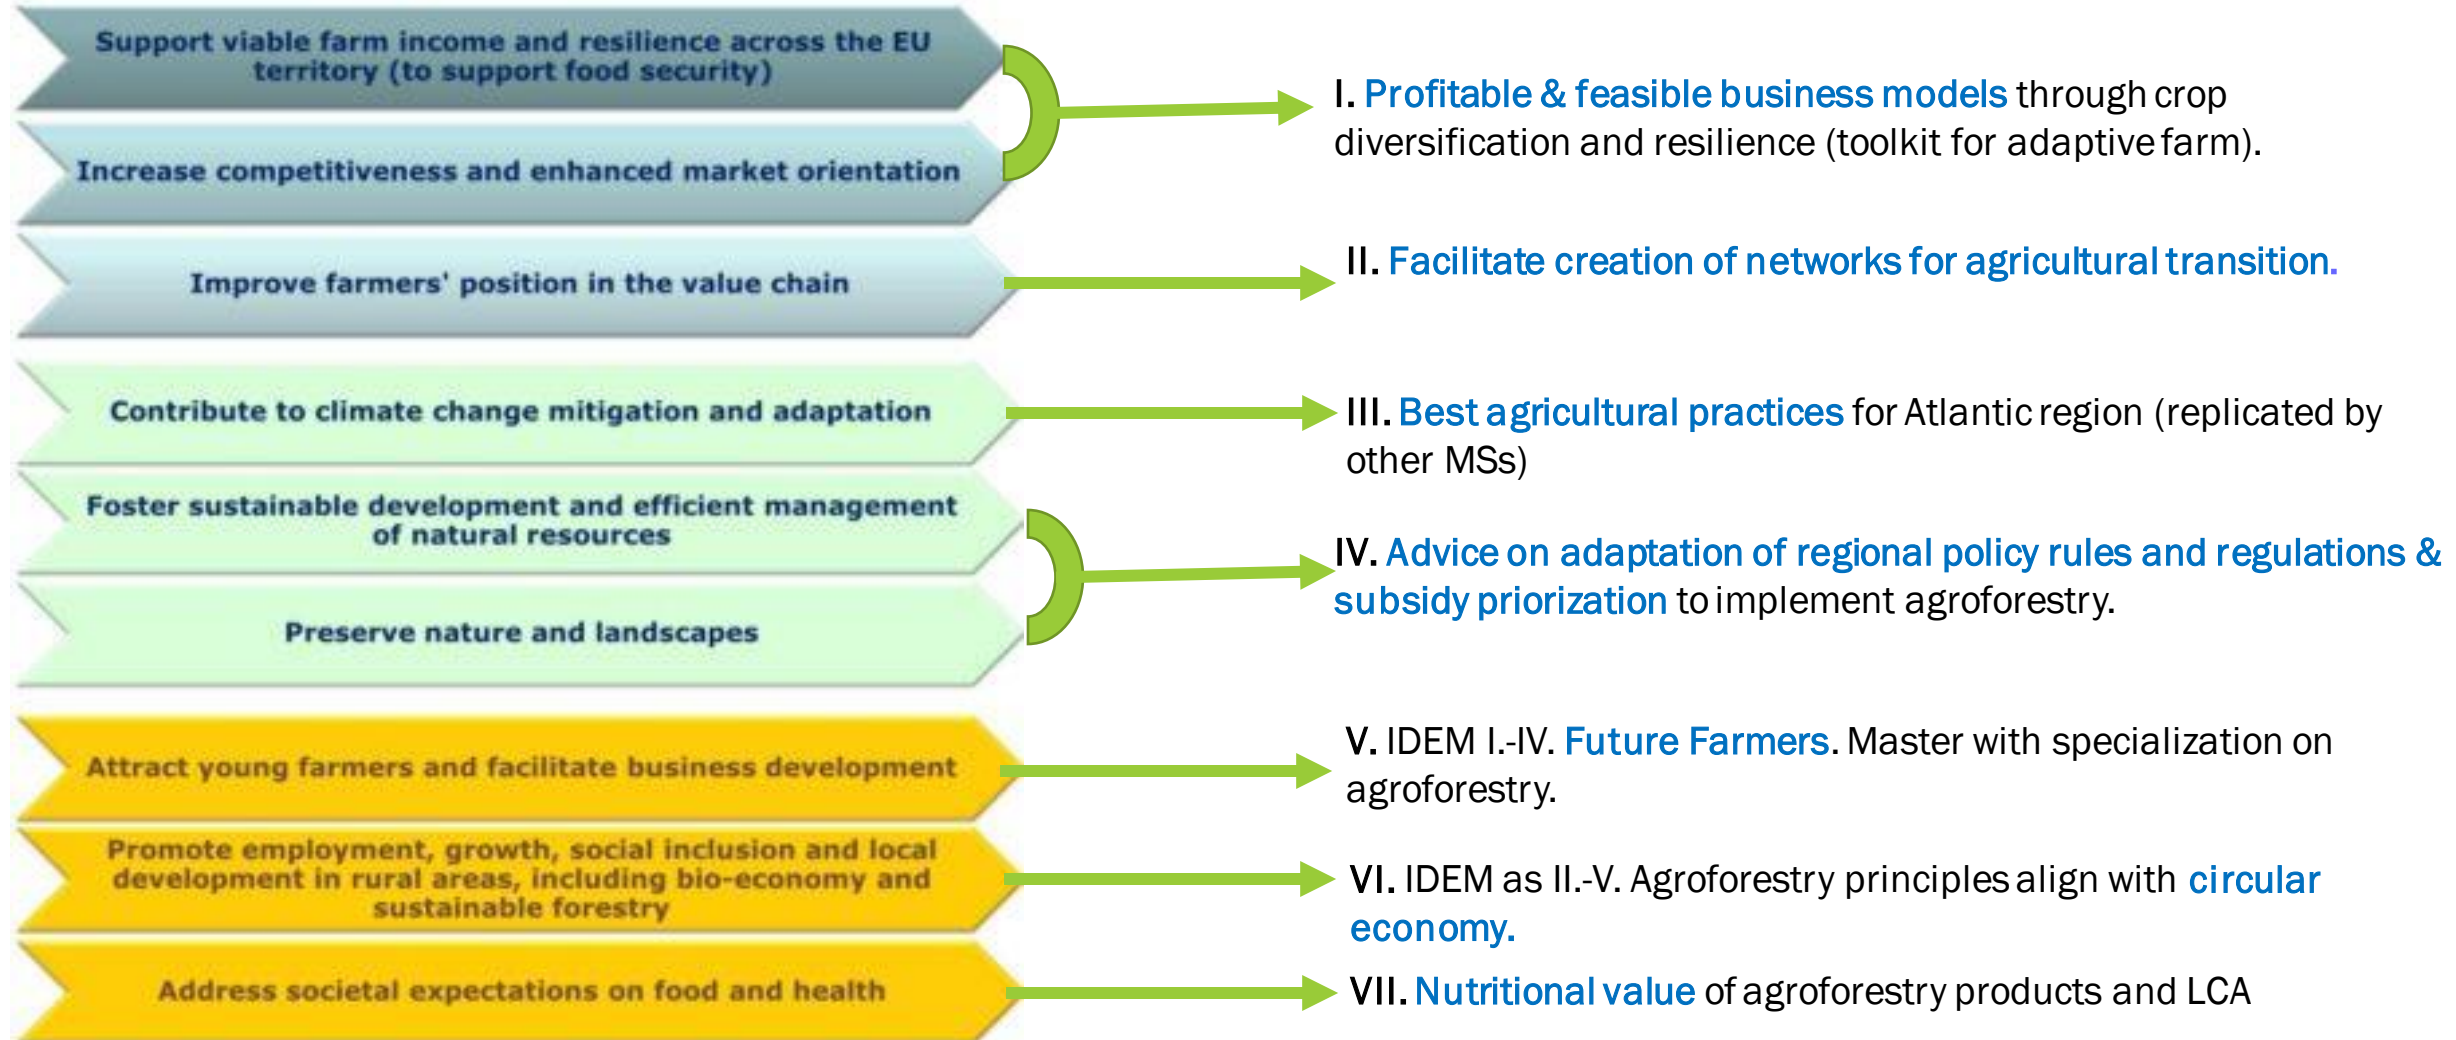 Support viable farm income and resilience across the EU
territory (to support food security)
Increase competitiveness and enhanced market orientation
Improve farmers' position in the value chain
Contribute to climate change mitigation and adaptation
Foster sustainable development and efficient management
of natural resources
Preserve nature and landscapes
Attract young farmers and facilitate business development
Promote employment, growth, social inclusion and local
development in rural areas, including bio-economy and
sustainable forestry
Address societal expectations on food and health
I. Profitable & feasible business models through crop
diversification and resilience (toolkit for adaptive farm).
II. Facilitate creation of networks for agricultural transition.
III. Best agricultural practices for Atlantic region (replicated by
other MSs)
IV. Advice on adaptation of regional policy rules and regulations &
subsidy priorization to implement agroforestry.
V. IDEM I.-IV. Future Farmers. Master with specialization on
agroforestry.
VI. IDEM as II.-V. Agroforestry principles align with circular
economy.
VII. Nutritional value of agroforestry products and LCA